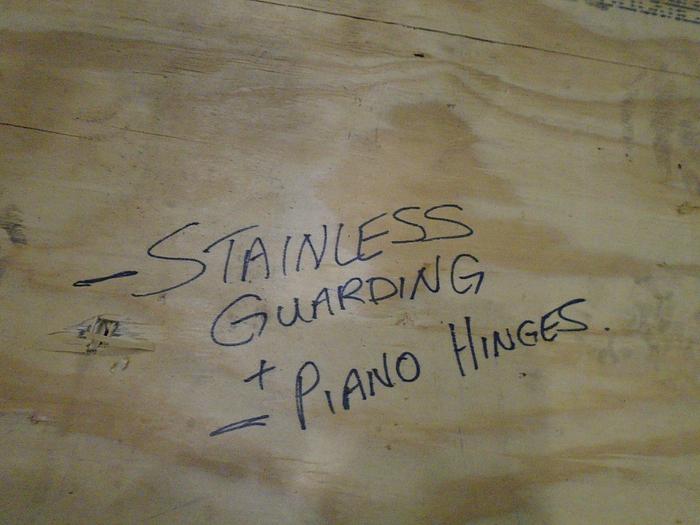 - STAINLESS
GUARDING
+
- PIANO HINGES.